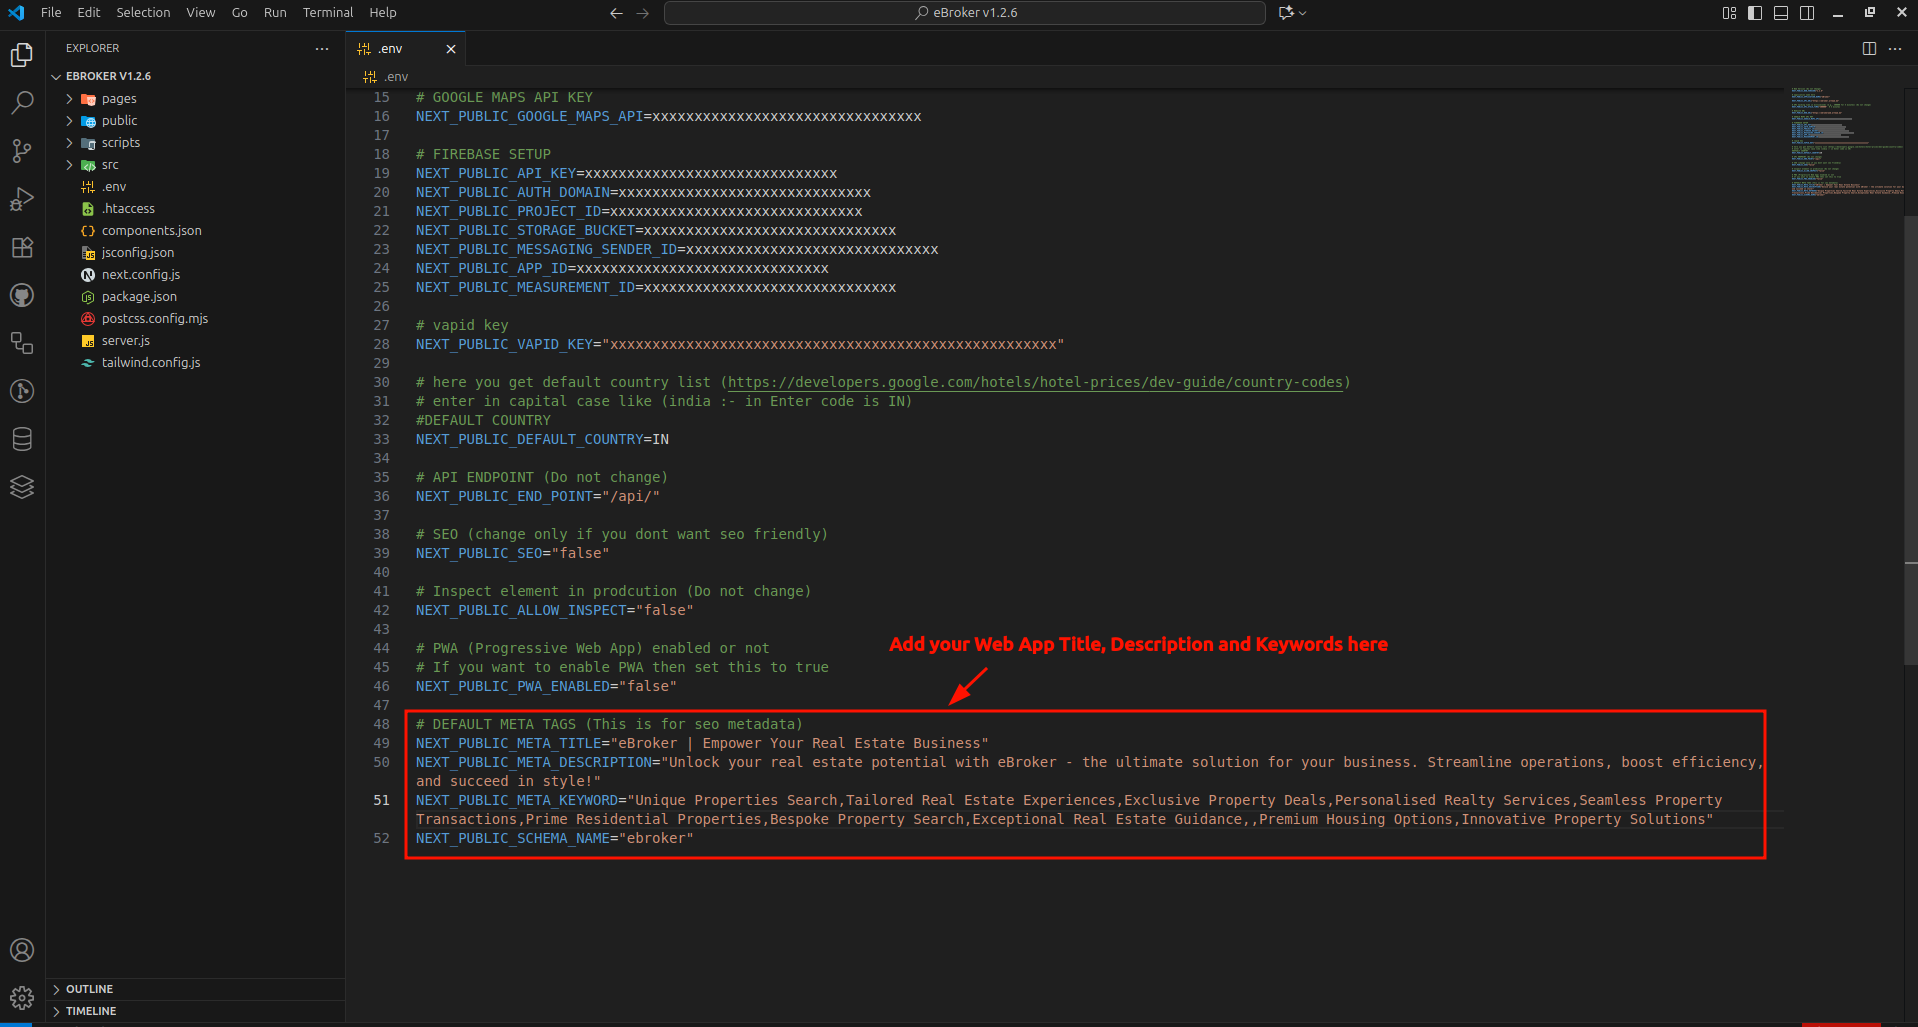 File Edit Selection View Go Run Terminal Help
eBroker v1.2.6
EXPLORER
EBROKER V1.2.6
pages
public
scripts
src
.env
.htaccess
components.json
jsconfig.json
next.config.js
package.json
postcss.config.mjs
server.js
tailwind.config.js
OUTLINE
TIMELINE
.env
.env
15 # GOOGLE MAPS API KEY
16 NEXT_PUBLIC_GOOGLE_MAPS_API=xxxxxxxxxxxxxxxxxxxxxxxxxxxxxxxx
17
18 # FIREBASE SETUP
19 NEXT_PUBLIC_API_KEY=xxxxxxxxxxxxxxxxxxxxxxxxxxxxxx
20 NEXT_PUBLIC_AUTH_DOMAIN=xxxxxxxxxxxxxxxxxxxxxxxxxxxxxx
21 NEXT_PUBLIC_PROJECT_ID=xxxxxxxxxxxxxxxxxxxxxxxxxxxxxx
22 NEXT_PUBLIC_STORAGE_BUCKET=xxxxxxxxxxxxxxxxxxxxxxxxxxxxxx
23 NEXT_PUBLIC_MESSAGING_SENDER_ID=xxxxxxxxxxxxxxxxxxxxxxxxxxxxxx
24 NEXT_PUBLIC_APP_ID=xxxxxxxxxxxxxxxxxxxxxxxxxxxxxx
25 NEXT_PUBLIC_MEASUREMENT_ID=xxxxxxxxxxxxxxxxxxxxxxxxxxxxxx
26
27 # vapid key
28 NEXT_PUBLIC_VAPID_KEY="xxxxxxxxxxxxxxxxxxxxxxxxxxxxxxxxxxxxxxxxxxxxxxxxxxxxx"
29
30 # here you get default country list (https://developers.google.com/hotels/hotel-prices/dev-guide/country-codes)
31 # enter in capital case like (india :- in Enter code is IN)
32 #DEFAULT COUNTRY
33 NEXT_PUBLIC_DEFAULT_COUNTRY=IN
34
35 # API ENDPOINT (Do not change)
36 NEXT_PUBLIC_END_POINT="/api/"
37
38 # SEO (change only if you dont want seo friendly)
39 NEXT_PUBLIC_SEO="false"
40
41 # Inspect element in prodcution (Do not change)
42 NEXT_PUBLIC_ALLOW_INSPECT="false"
43
Add your Web App Title, Description and Keywords here
44 # PWA (Progressive Web App) enabled or not
45 # If you want to enable PWA then set this to true
46 NEXT_PUBLIC_PWA_ENABLED="false"
47
48 # DEFAULT META TAGS (This is for seo metadata)
49 NEXT_PUBLIC_META_TITLE="eBroker | Empower Your Real Estate Business"
50 NEXT_PUBLIC_META_DESCRIPTION="Unlock your real estate potential with eBroker - the ultimate solution for your business. Streamline operations, boost efficiency,
and succeed in style!"
51 NEXT_PUBLIC_META_KEYWORD="Unique Properties Search,Tailored Real Estate Experiences,Exclusive Property Deals,Personalised Realty Services,Seamless Property
Transactions,Prime Residential Properties,Bespoke Property Search,Exceptional Real Estate Guidance,,Premium Housing Options,Innovative Property Solutions"
52 NEXT_PUBLIC_SCHEMA_NAME="ebroker"